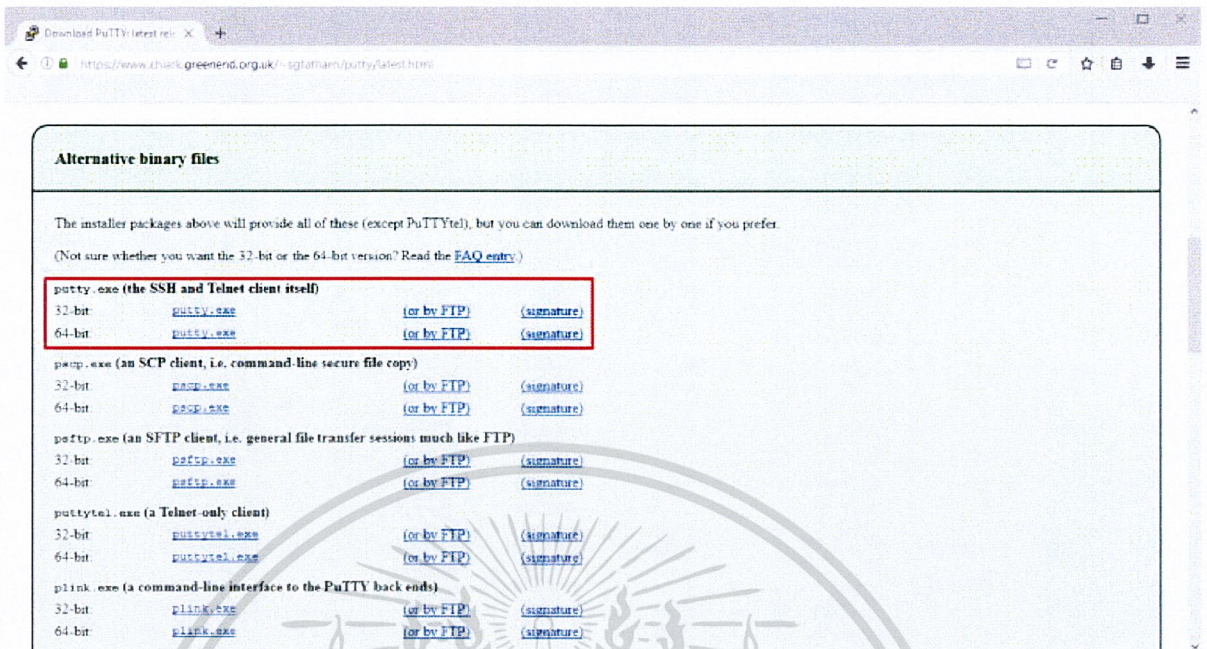 Download PuTTY: latest rele
https://www.chiark.greenend.org.uk/~sgtatham/putty/latest.html
Alternative binary files
The installer packages above will provide all of these (except PuTTYtel), but you can download them one by one if you prefer.
(Not sure whether you want the 32-bit or the 64-bit version? Read the FAQ entry.)
putty.exe (the SSH and Telnet client itself)
32-bit: putty.exe (or by FTP) (signature)
64-bit: putty.exe (or by FTP) (signature)
pscp.exe (an SCP client, i.e. command-line secure file copy)
32-bit: pscp.exe (or by FTP) (signature)
64-bit: pscp.exe (or by FTP) (signature)
psftp.exe (an SFTP client, i.e. general file transfer sessions much like FTP)
32-bit: psftp.exe (or by FTP) (signature)
64-bit: psftp.exe (or by FTP) (signature)
puttytel.exe (a Telnet-only client)
32-bit: puttytel.exe (or by FTP) (signature)
64-bit: puttytel.exe (or by FTP) (signature)
plink.exe (a command-line interface to the PuTTY back ends)
32-bit: plink.exe (or by FTP) (signature)
64-bit: plink.exe (or by FTP) (signature)